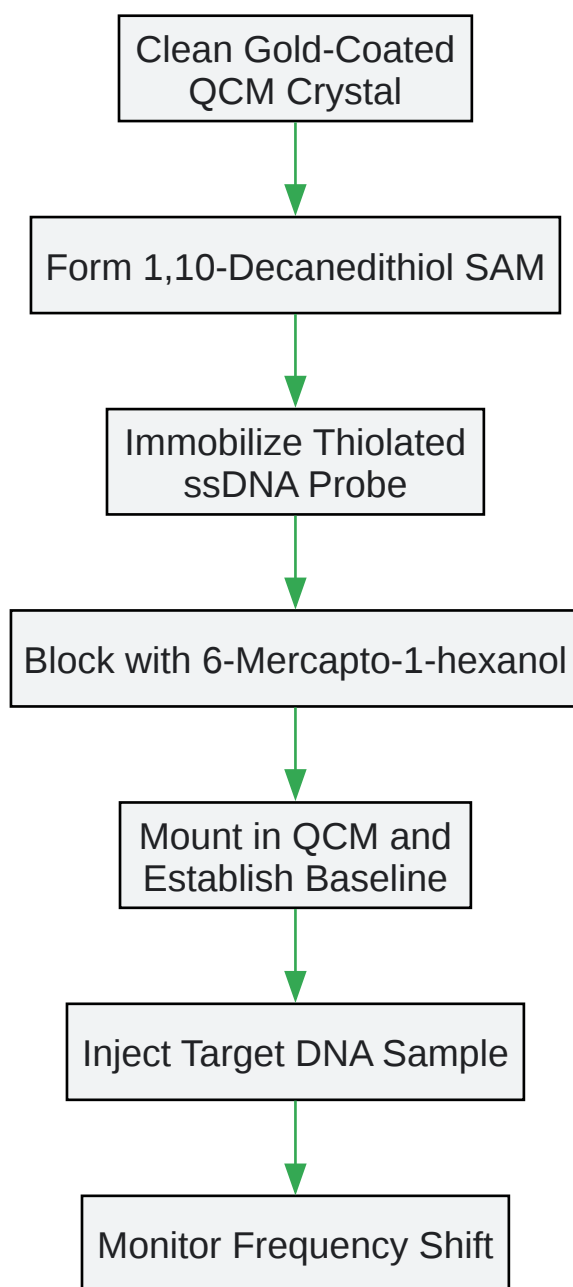 Clean Gold-Coated
QCM Crystal
Form 1,10-Decanedithiol SAM
Immobilize Thiolated
ssDNA Probe
Block with 6-Mercapto-1-hexanol
Mount in QCM and
Establish Baseline
Inject Target DNA Sample
Monitor Frequency Shift